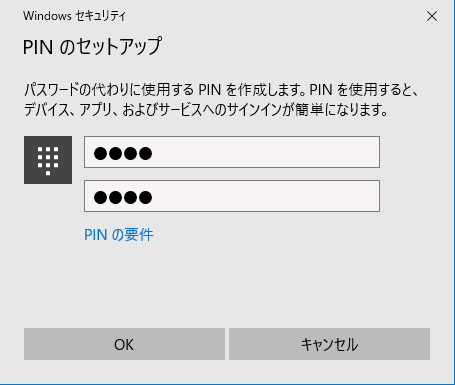 Windows セキュリティ
PIN のセットアップ
パスワードの代わりに使用する PIN を作成します。PIN を使用すると、
デバイス、アプリ、およびサービスへのサインインが簡単になります。
●●●●
●●●●
PIN の要件
OK キャンセル